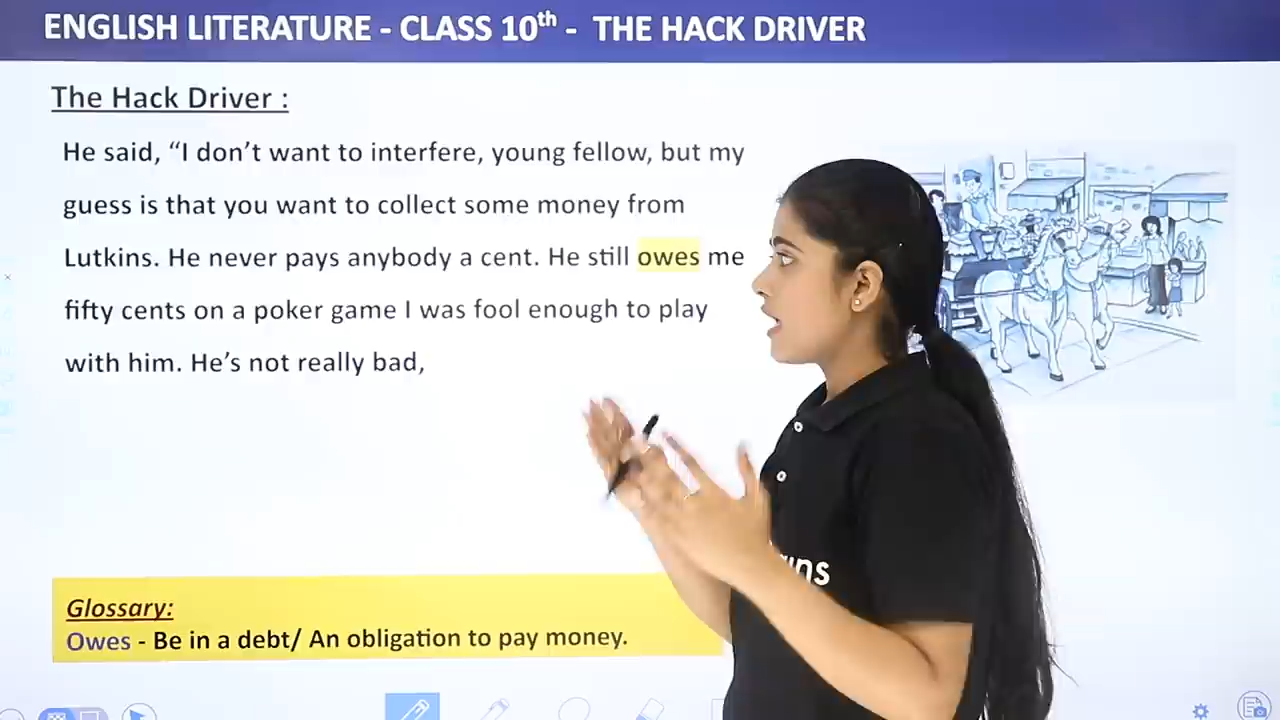 ENGLISH LITERATURE - CLASS 10th - THE HACK DRIVER
The Hack Driver :
He said, “I don’t want to interfere, young fellow, but my
guess is that you want to collect some money from
Lutkins. He never pays anybody a cent. He still owes me
fifty cents on a poker game I was fool enough to play
with him. He’s not really bad,
Glossary:
Owes - Be in a debt/ An obligation to pay money.